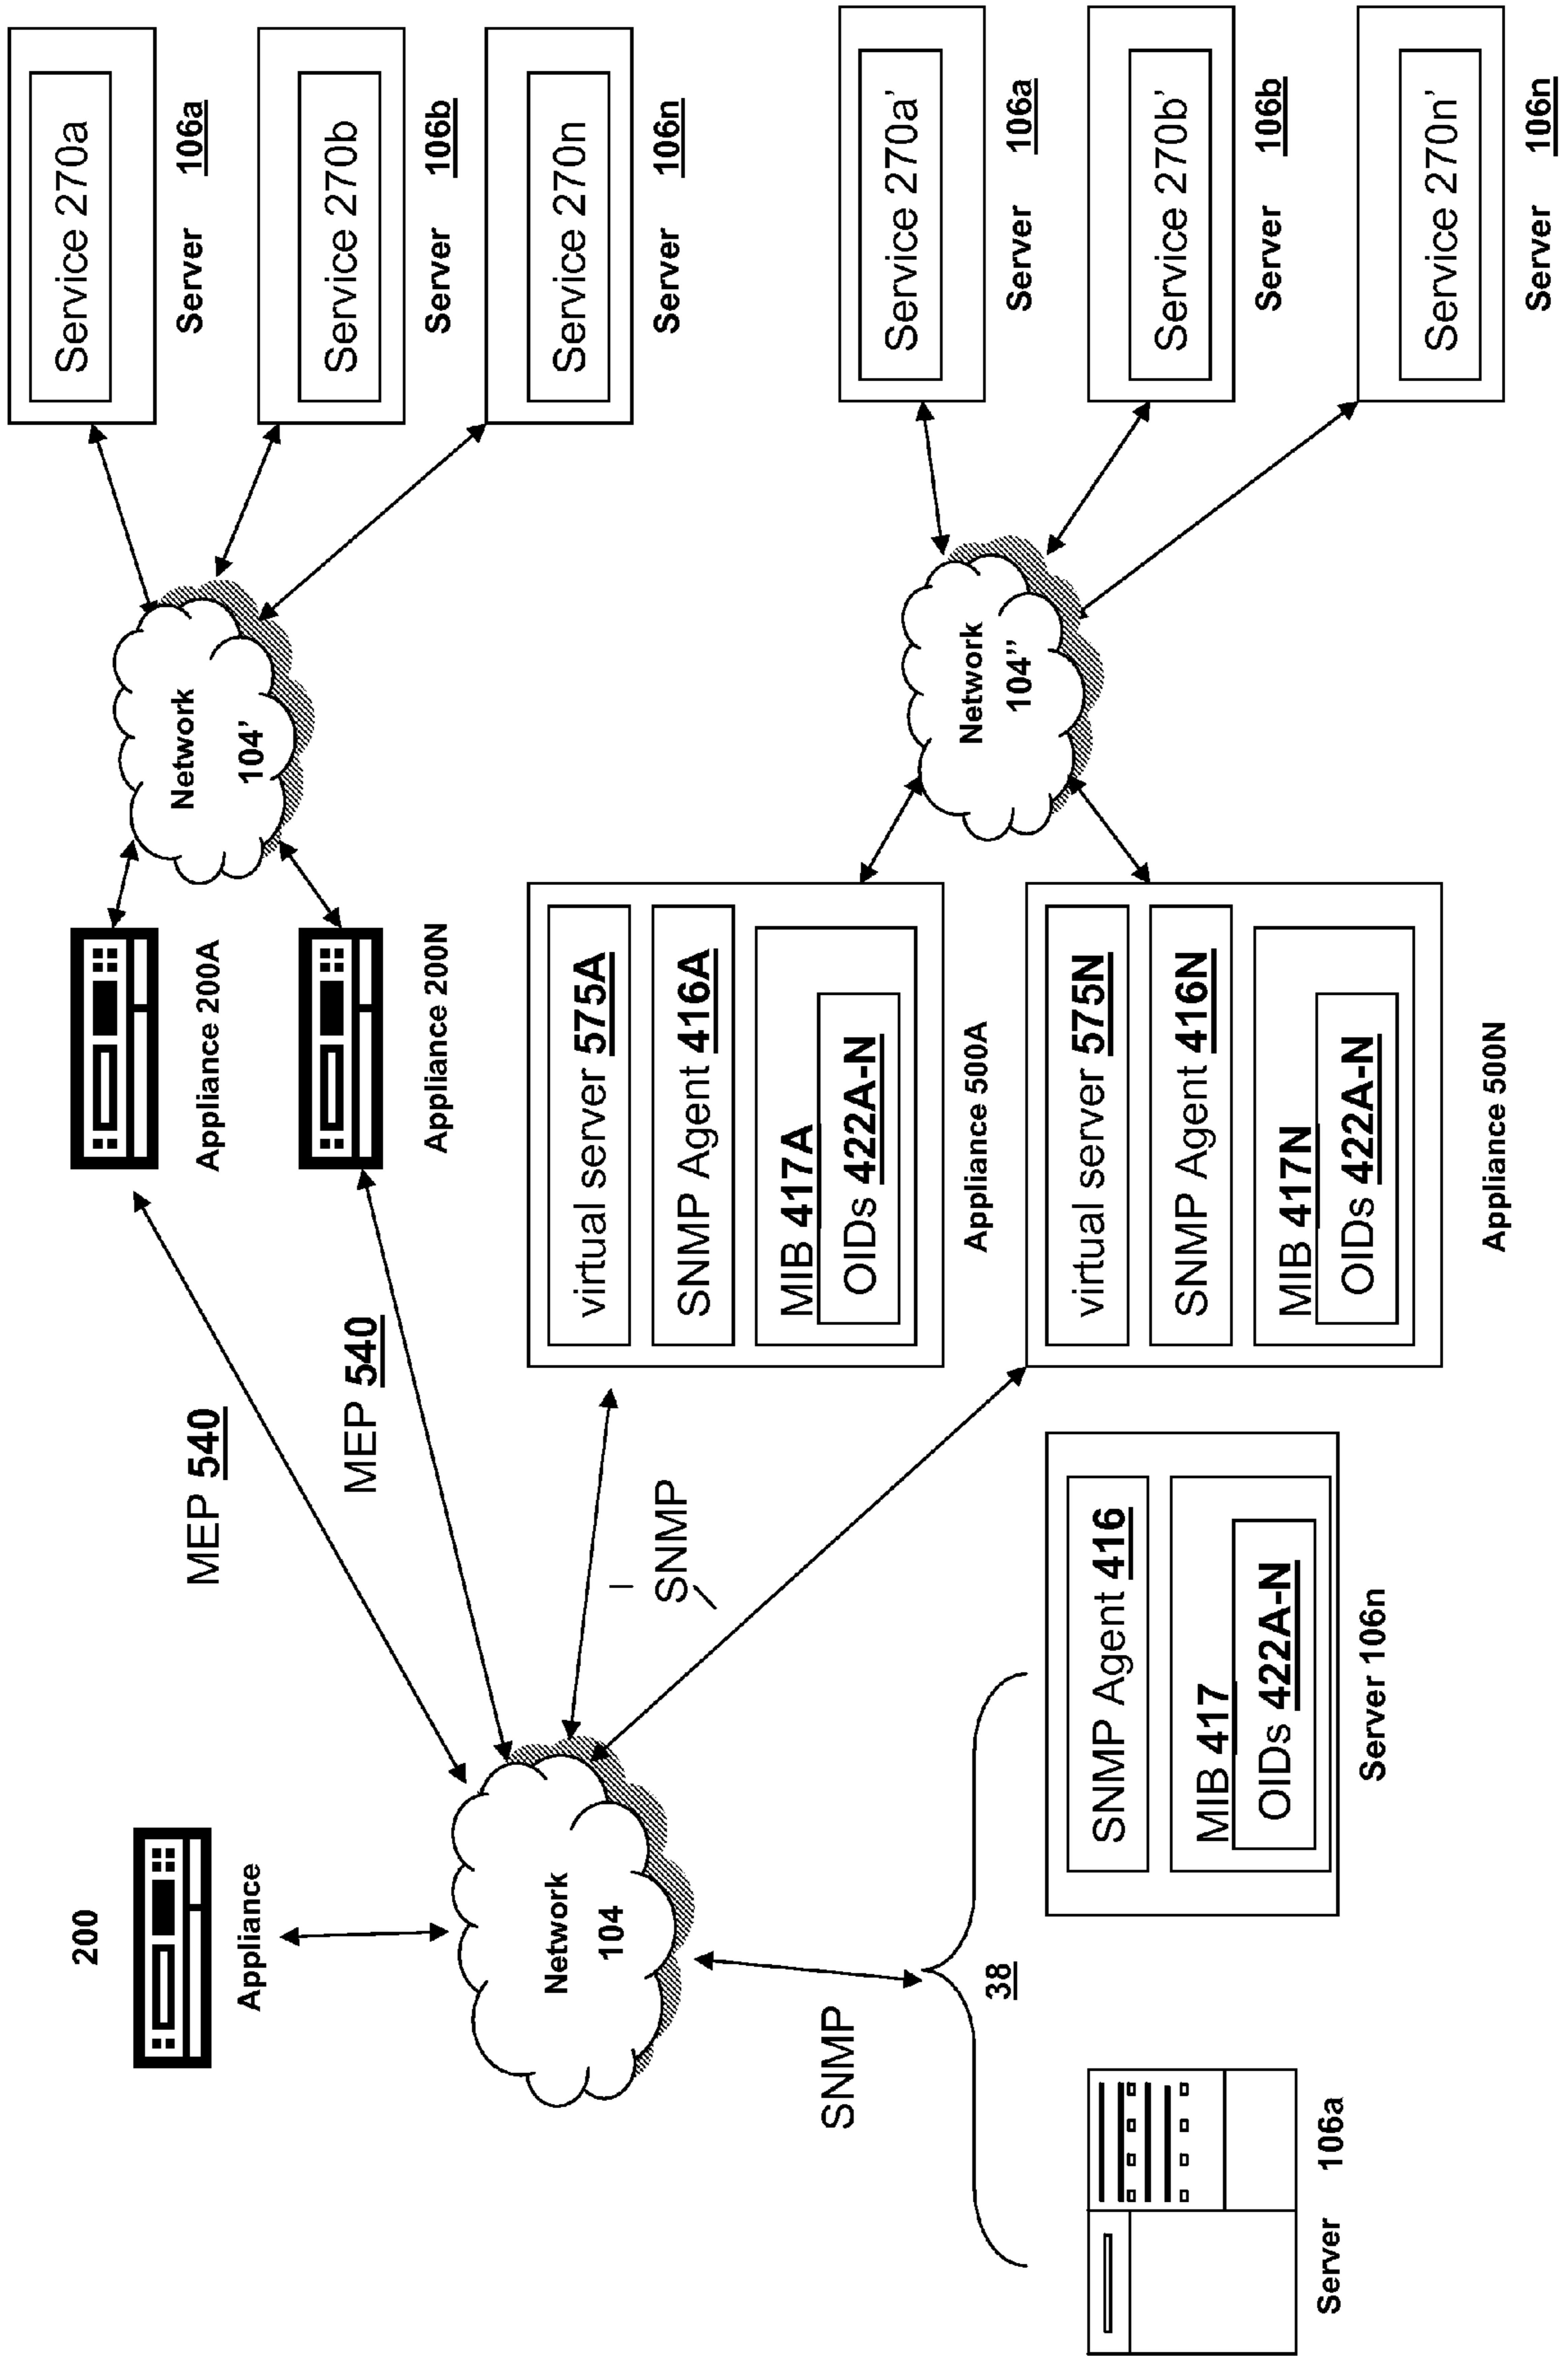 200
Appliance
Network
104
SNMP
38
Server 106a
SNMP Agent 416
MIB 417
OIDs 422A-N
Server 106n
MEP 540
MEP 540
SNMP
Appliance 200A
Appliance 200N
virtual server 575A
SNMP Agent 416A
MIB 417A
OIDs 422A-N
Appliance 500A
virtual server 575N
SNMP Agent 416N
MIB 417N
OIDs 422A-N
Appliance 500N
Network
104'
Network
104''
Service 270a
Server 106a
Service 270b
Server 106b
Service 270n
Server 106n
Service 270a'
Server 106a
Service 270b'
Server 106b
Service 270n'
Server 106n